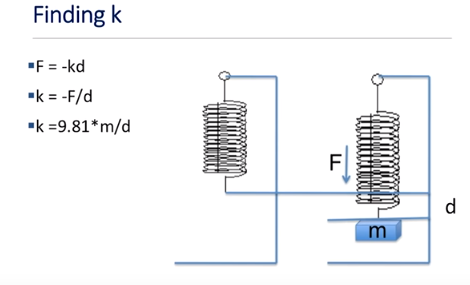 Finding k
▪F = -kd
▪k = -F/d
▪k =9.81*m/d
F
d
m